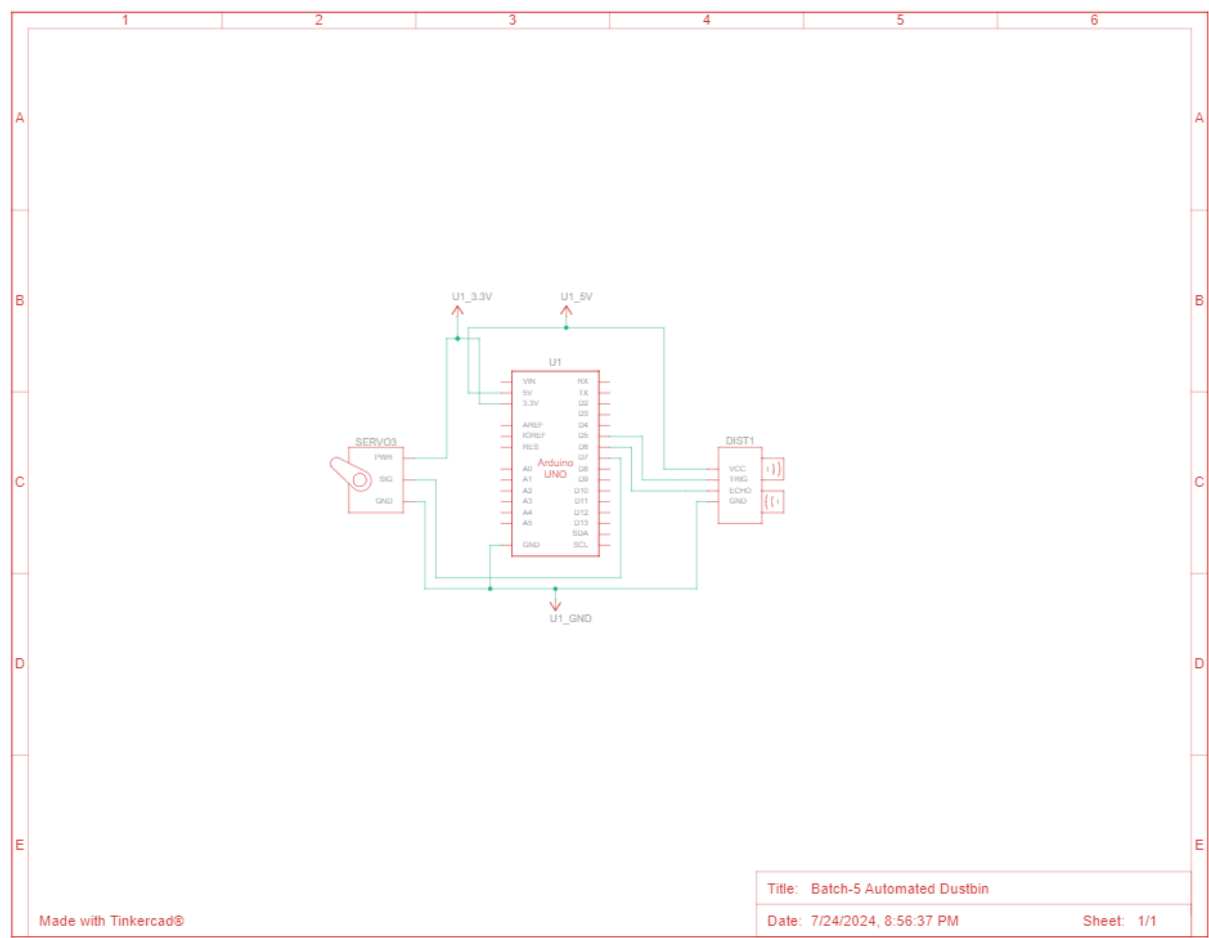 1 2 3 4 5 6
A A
B B
U1_3.3V U1_5V
U1
VIN RX
5V TX
3.3V D2
D3
AREF D4
IOREF D5
RES D6
D7
SERVO3
PWR
SIG
GND
Arduino
UNO
A0 D8
A1 D9
A2 D10
A3 D11
A4 D12
A5 D13
SDA
GND SCL
DIST1
VCC
TRIG
ECHO
GND
C C
U1_GND
D D
E E
Title: Batch-5 Automated Dustbin
Made with Tinkercad®
Date: 7/24/2024, 8:56:37 PM Sheet: 1/1